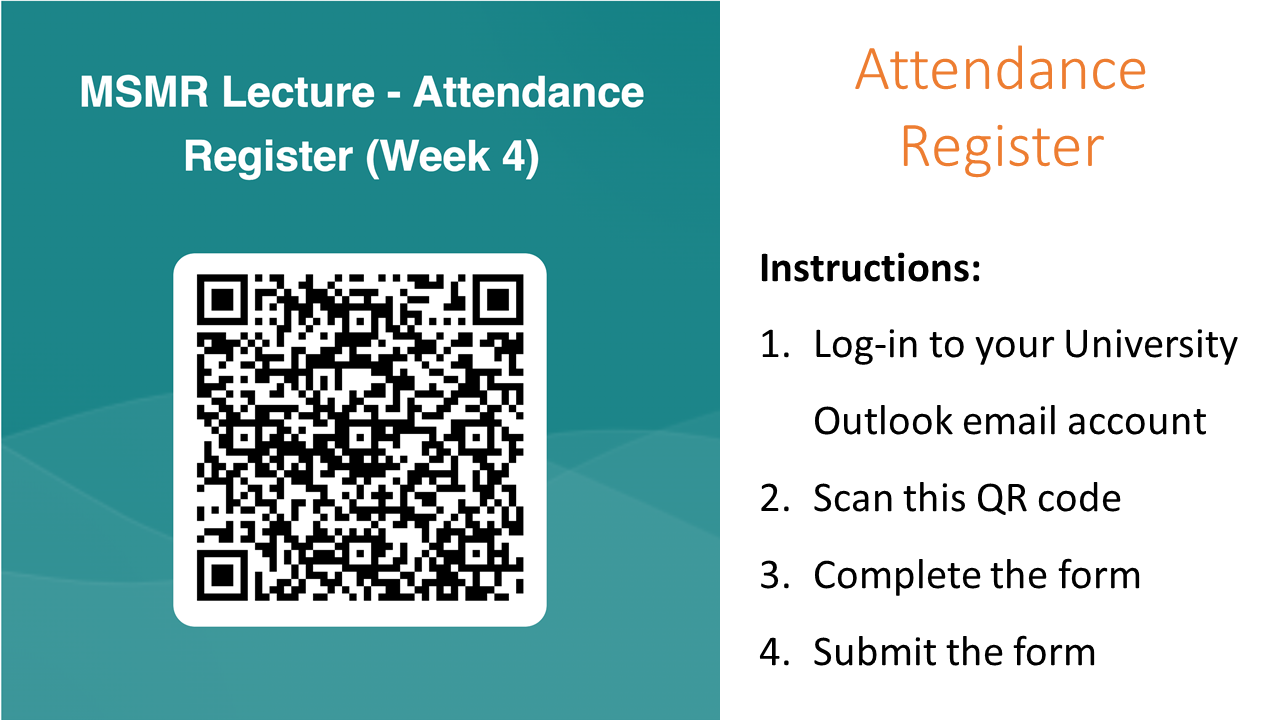 MSMR Lecture - Attendance
Register (Week 4)
Attendance
Register
Instructions:
1. Log-in to your University
Outlook email account
2. Scan this QR code
3. Complete the form
4. Submit the form